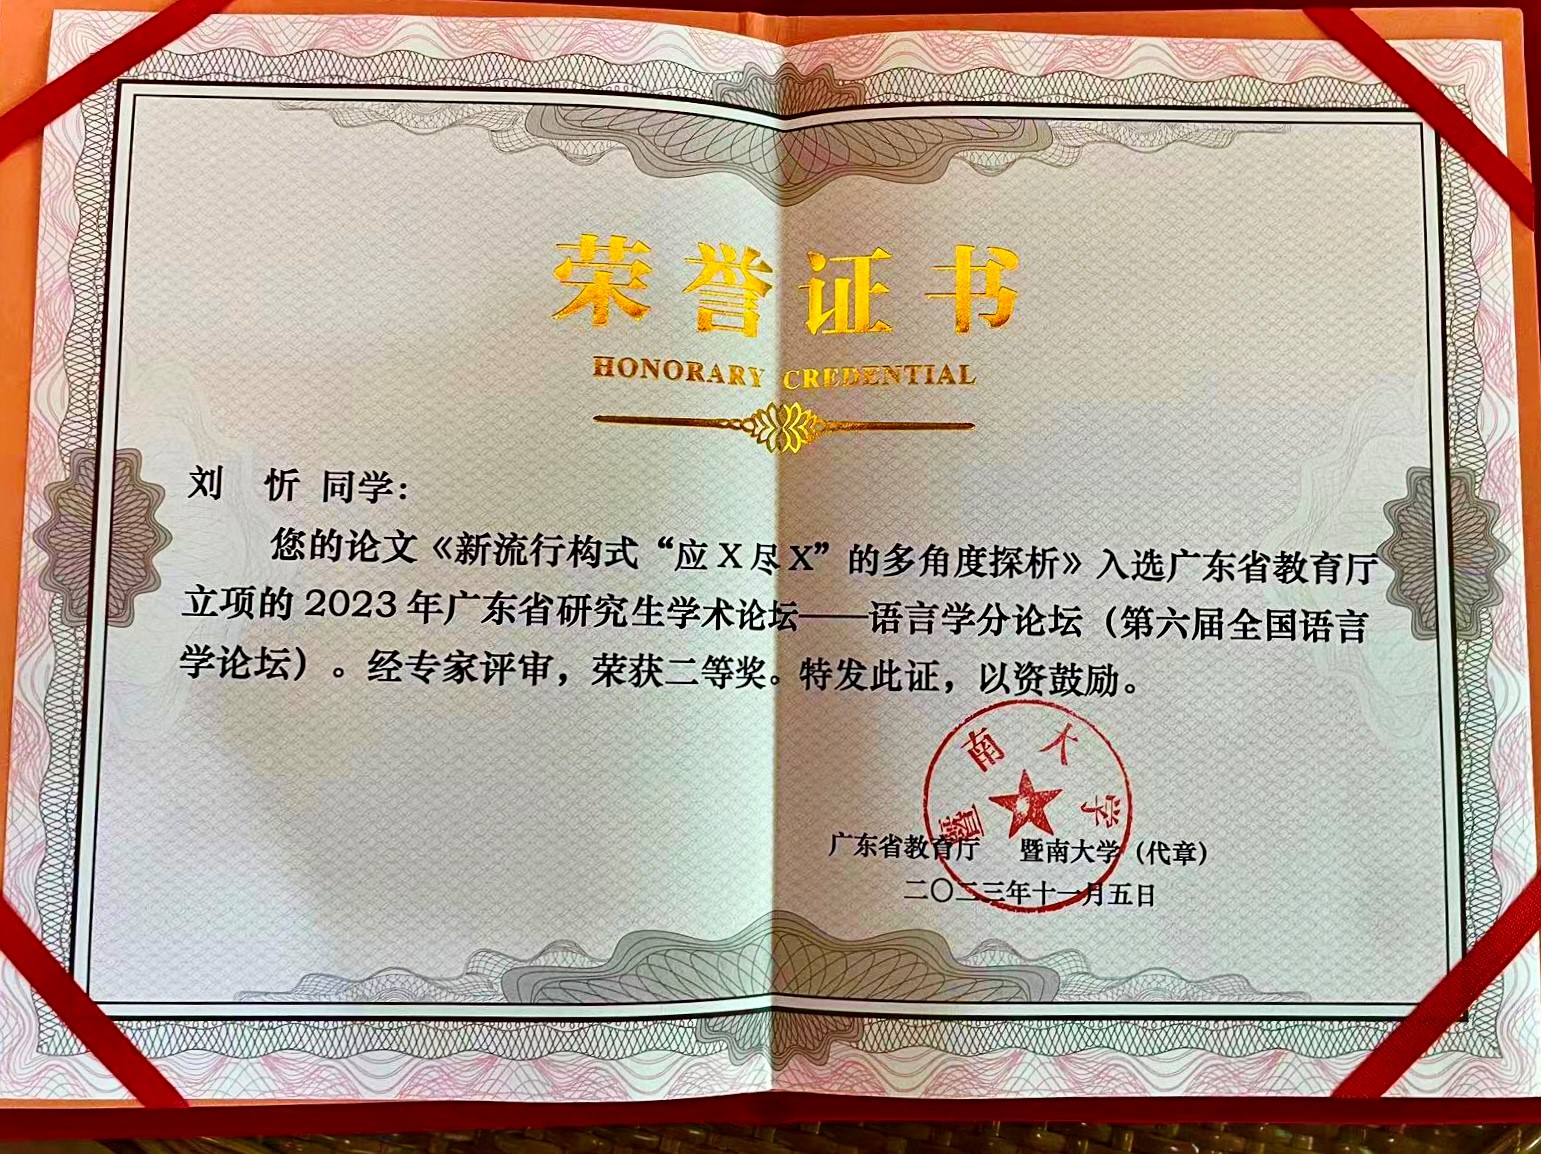 荣誉证书
HONORARY CREDENTIAL
刘 忻 同学：
您的论文《新流行构式“应X尽X”的多角度探析》入选广东省教育厅
立项的2023年广东省研究生学术论坛——语言学分论坛（第六届全国语言
学论坛）。经专家评审，荣获二等奖。特发此证，以资鼓励。
暨南大学
广东省教育厅 暨南大学（代章）
二〇二三年十一月五日